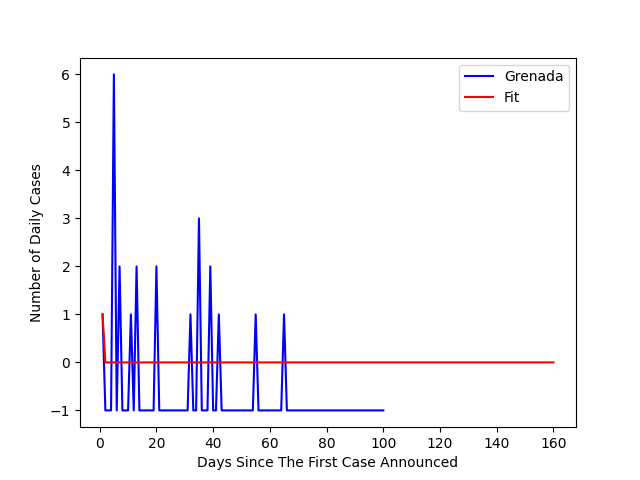 Grenada
Fit
Number of Daily Cases
6
5
4
3
2
1
0
−1
0 20 40 60 80 100 120 140 160
Days Since The First Case Announced